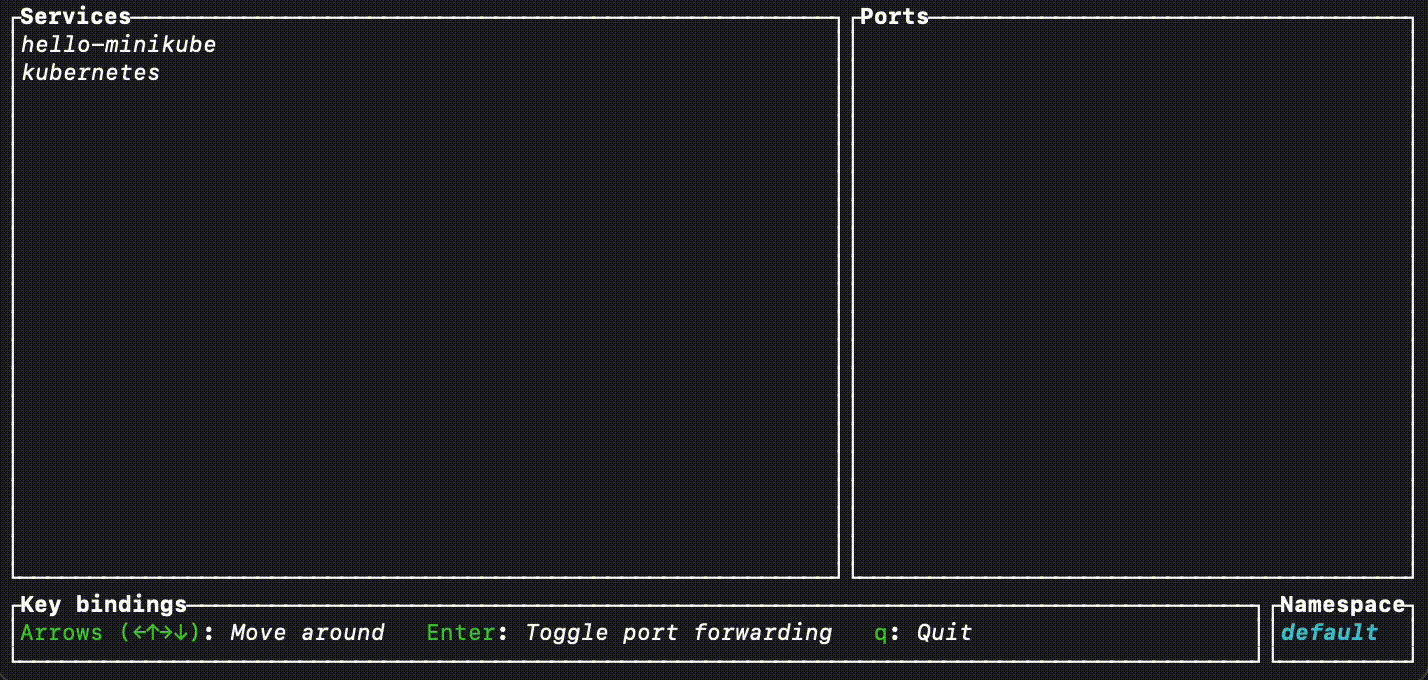 Services
hello-minikube
kubernetes
Ports
Key bindings
Arrows (←↑→↓): Move around   Enter: Toggle port forwarding   q: Quit
Namespace
default